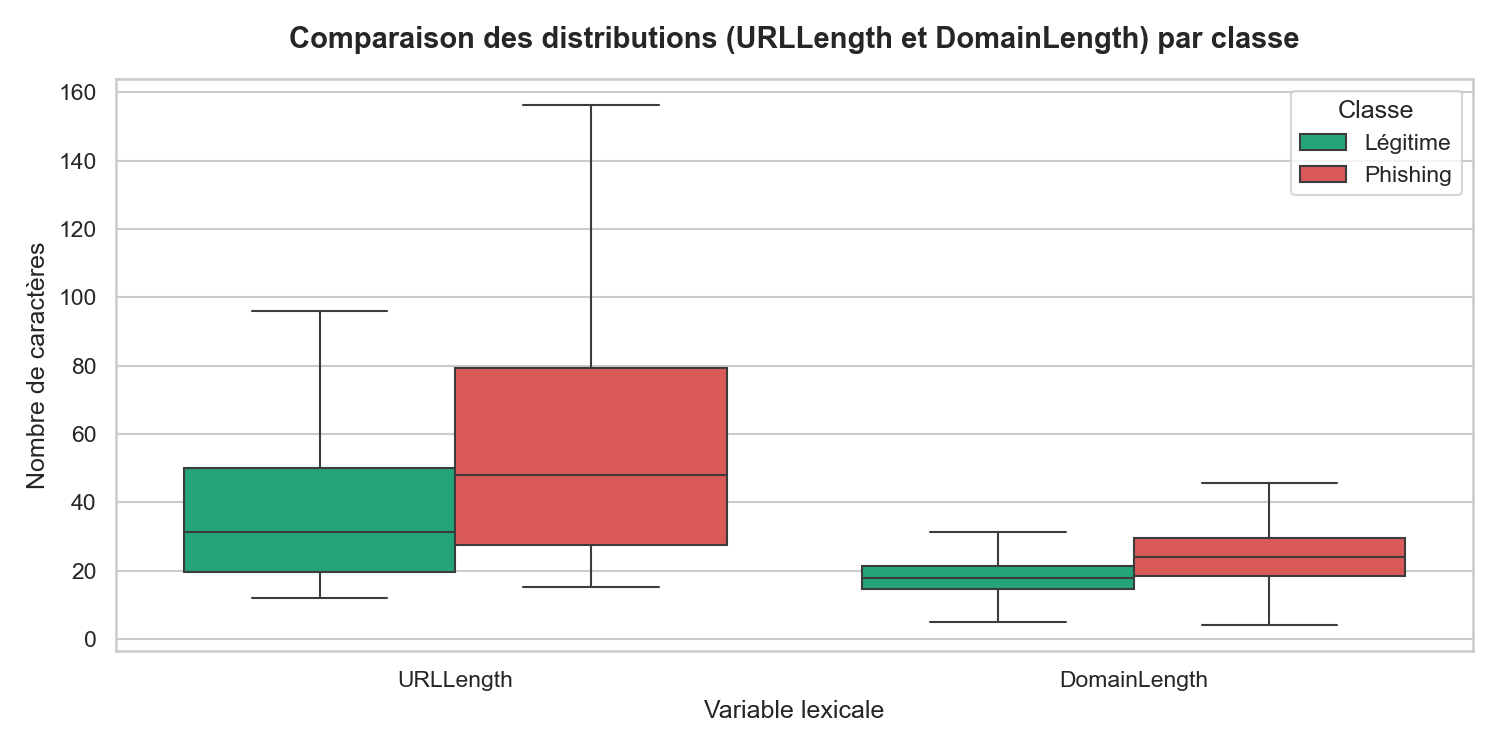 Comparaison des distributions (URLLength et DomainLength) par classe
Nombre de caractères
160
140
120
100
80
60
40
20
0
Classe
Légitime
Phishing
URLLength
DomainLength
Variable lexicale